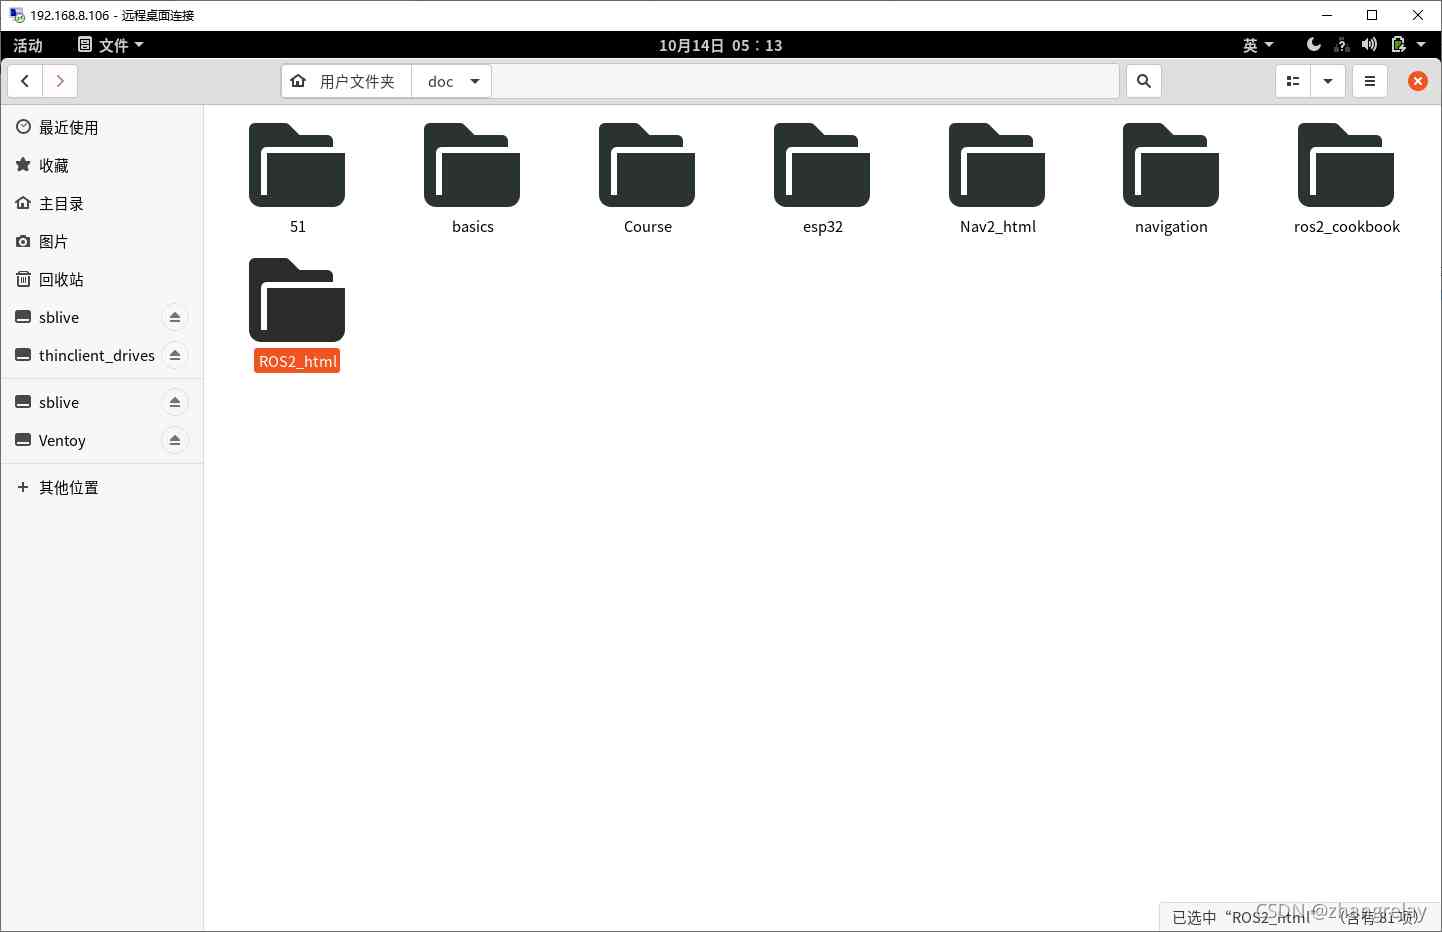 192.168.8.106 - 远程桌面连接
活动 文件 10月14日 05：13 英
用户文件夹 doc
最近使用
收藏
主目录
图片
回收站
sblive
thinclient_drives
sblive
Ventoy
其他位置
51 basics Course esp32 Nav2_html navigation ros2_cookbook
ROS2_html
已选中“ROS2_html”（含有 81 项）
CSDN @zhangrelay